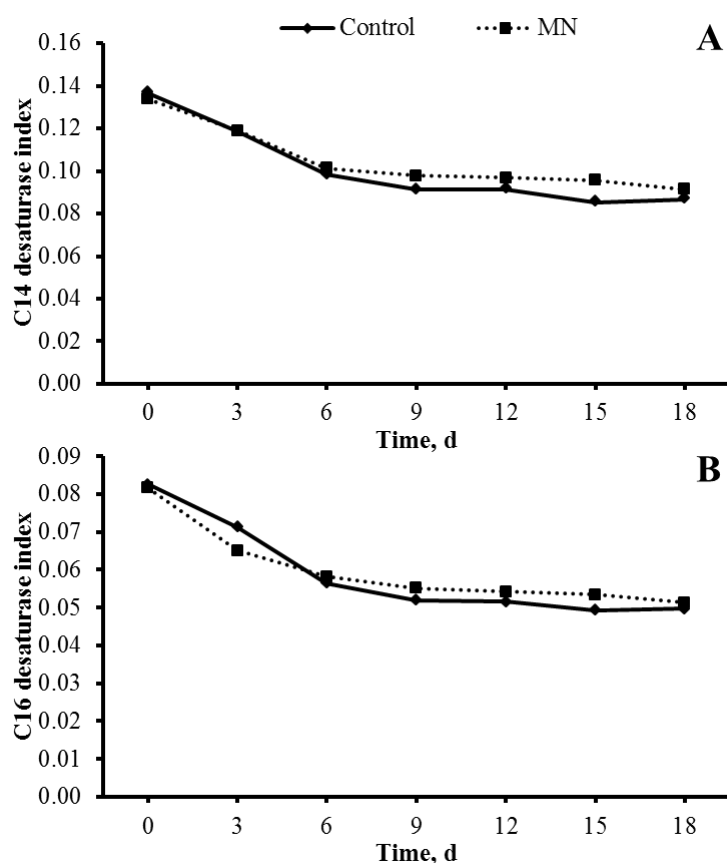 Control MN A
0.16
0.14
0.12
0.10
0.08
0.06
0.04
0.02
0.00
C14 desaturase index
0 3 6 9 12 15 18
Time, d
B
0.09
0.08
0.07
0.06
0.05
0.04
0.03
0.02
0.01
0.00
C16 desaturase index
0 3 6 9 12 15 18
Time, d